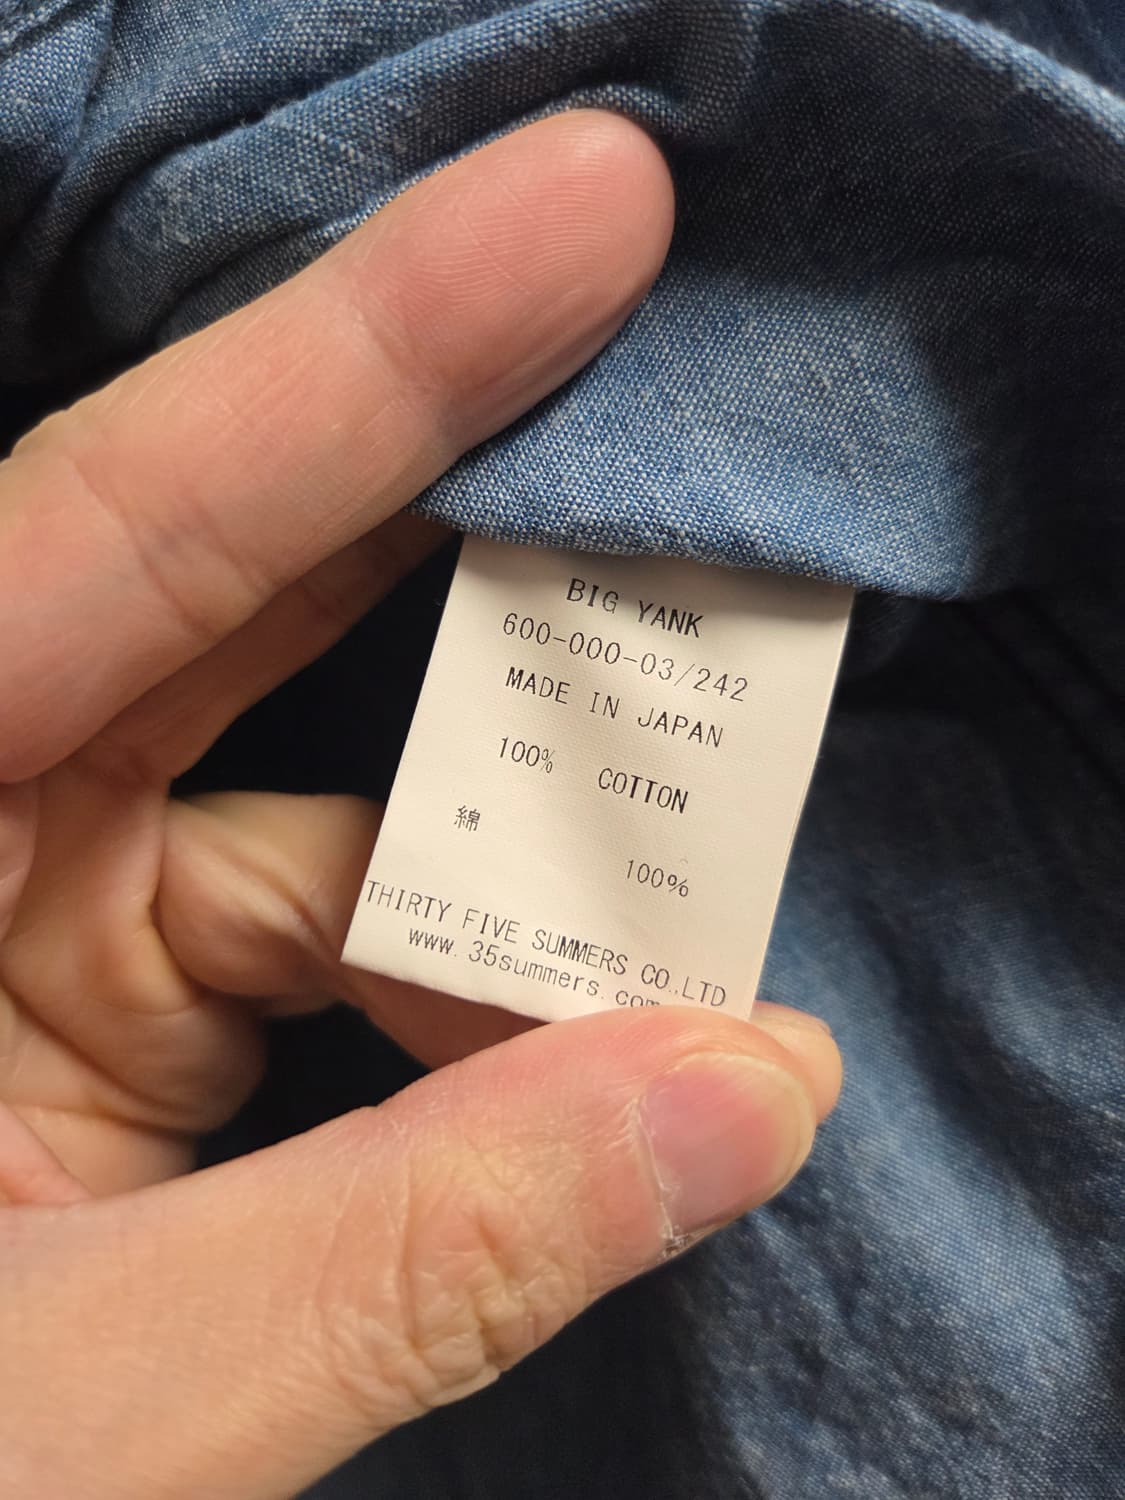 BIG YANK
600-000-03/242
MADE IN JAPAN
100% COTTON
綿 100%
THIRTY FIVE SUMMERS CO.,LTD
www.35summers.com